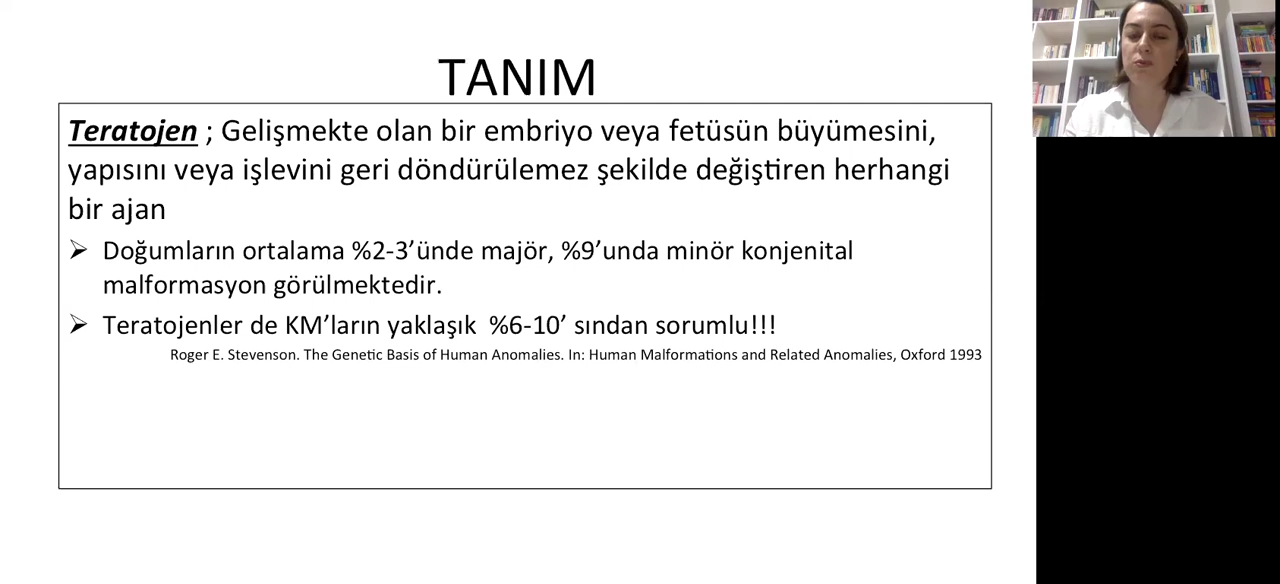 TANIM
Teratojen ; Gelişmekte olan bir embriyo veya fetüsün büyümesini,
yapısını veya işlevini geri döndürülemez şekilde değiştiren herhangi
bir ajan
➢ Doğumların ortalama %2-3’ünde majör, %9’unda minör konjenital
malformasyon görülmektedir.
➢ Teratojenler de KM’ların yaklaşık %6-10’ sından sorumlu!!!
Roger E. Stevenson. The Genetic Basis of Human Anomalies. In: Human Malformations and Related Anomalies, Oxford 1993